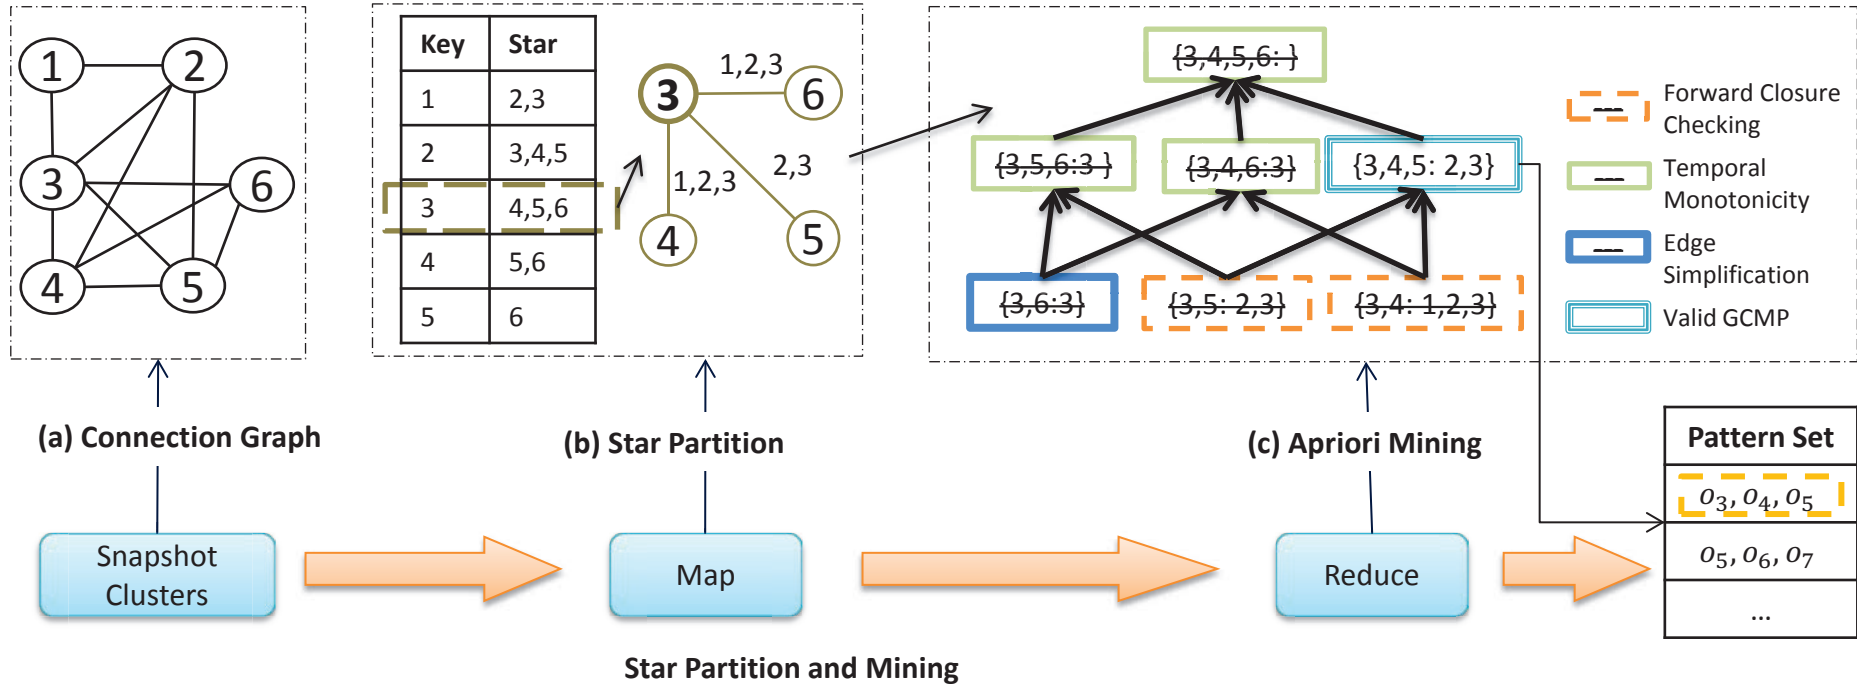 1
2
3
6
4
5
Key Star
1 2,3
2 3,4,5
3 4,5,6
4 5,6
5 6
3
1,2,3
6
1,2,3
2,3
4
5
{3,4,5,6: }
{3,5,6:3 }
{3,4,6:3}
{3,4,5: 2,3}
{3,6:3}
{3,5: 2,3}
{3,4: 1,2,3}
--- Forward Closure
Checking
--- Temporal
Monotonicity
--- Edge
Simplification
Valid GCMP
(a) Connection Graph
(b) Star Partition
(c) Apriori Mining
Snapshot
Clusters
Map
Reduce
Pattern Set
o₃, o₄, o₅
o₅, o₆, o₇
...
Star Partition and Mining